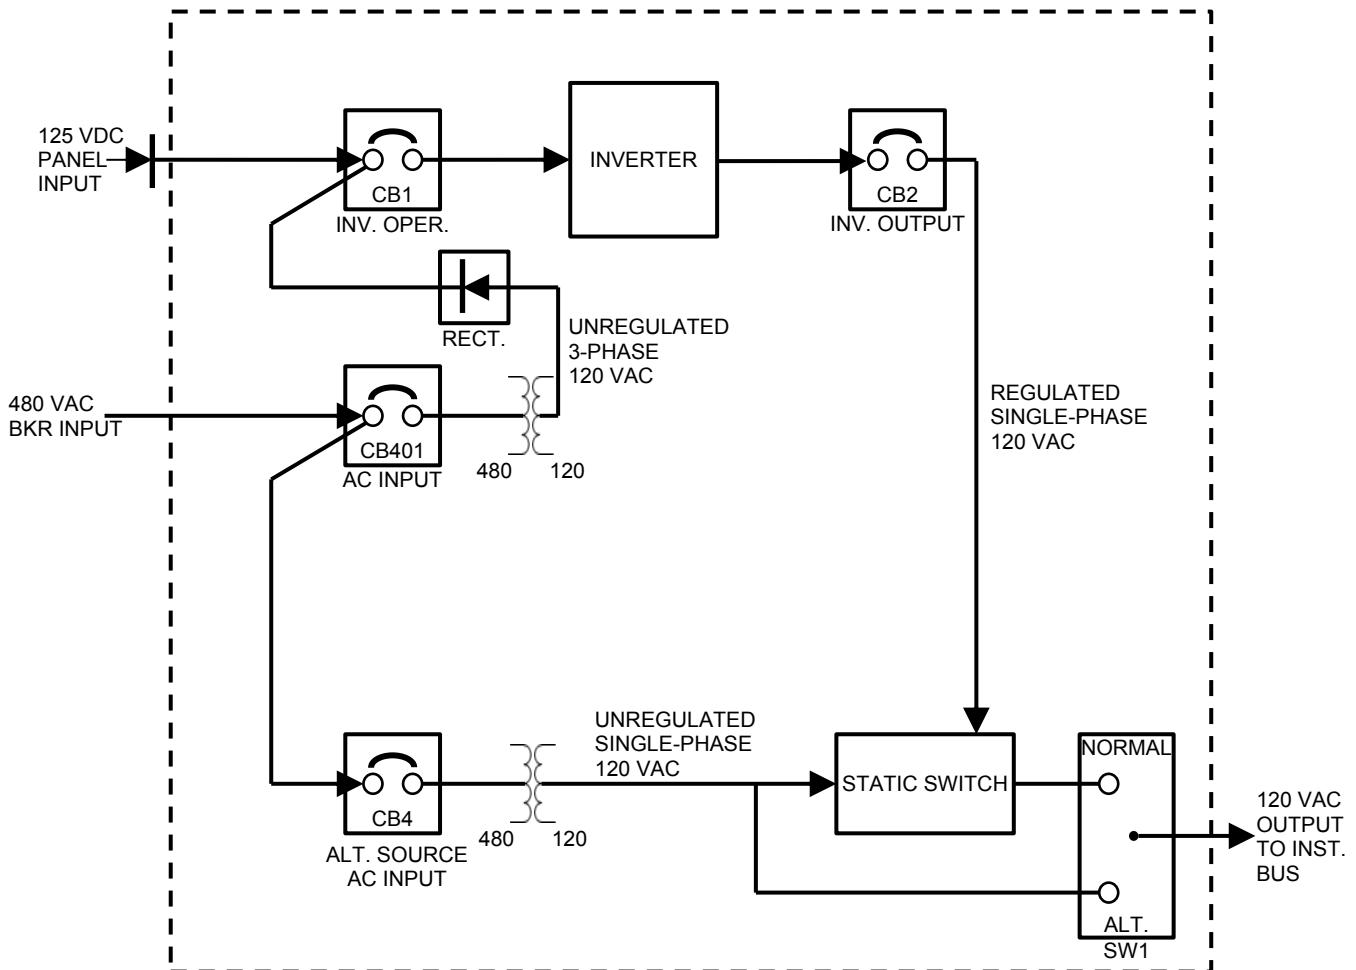 125 VDC
PANEL
INPUT
CB1
INV. OPER.
INVERTER
CB2
INV. OUTPUT
RECT.
UNREGULATED
3-PHASE
120 VAC
480 VAC
BKR INPUT
CB401
AC INPUT
480
120
REGULATED
SINGLE-PHASE
120 VAC
UNREGULATED
SINGLE-PHASE
120 VAC
CB4
ALT. SOURCE
AC INPUT
480
120
STATIC SWITCH
NORMAL
ALT.
SW1
120 VAC
OUTPUT
TO INST.
BUS